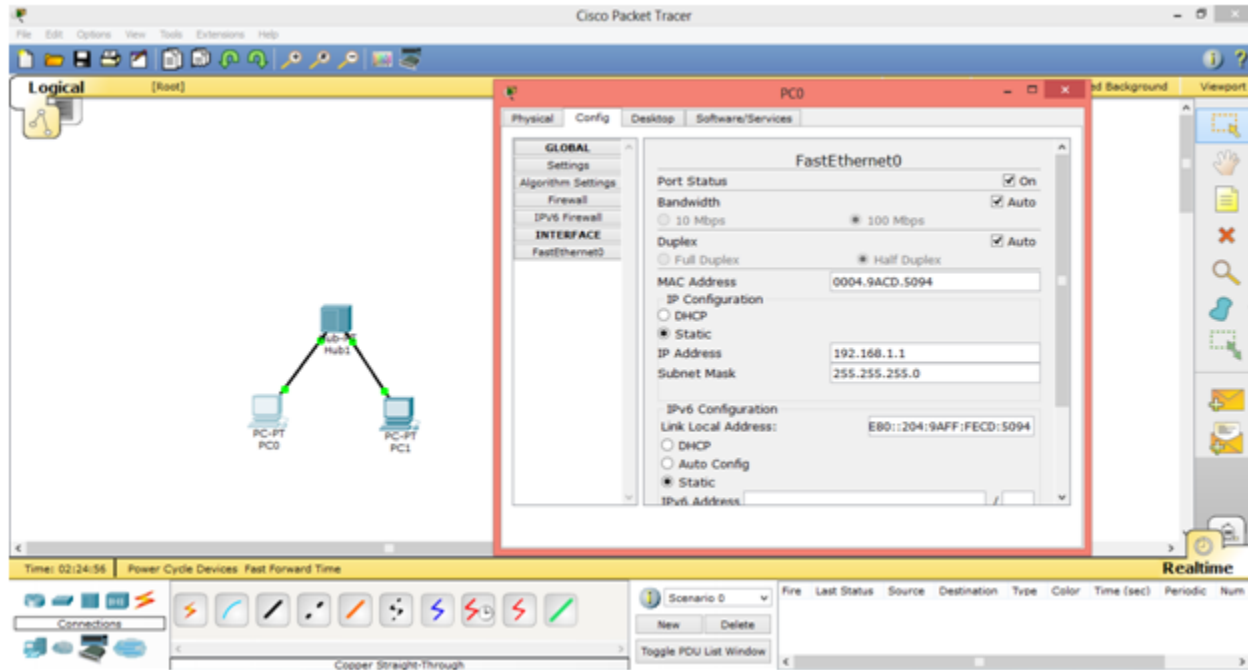 Cisco Packet Tracer
File Edit Options View Tools Extensions Help
Logical
[Root]
ed Background
Viewport
PC0
Physical Config Desktop Software/Services
GLOBAL
Settings
Algorithm Settings
Firewall
IPV6 Firewall
INTERFACE
FastEthernet0
FastEthernet0
Port Status On
Bandwidth Auto
10 Mbps 100 Mbps
Duplex Auto
Full Duplex Half Duplex
MAC Address 0004.9ACD.5094
IP Configuration
DHCP
Static
IP Address 192.168.1.1
Subnet Mask 255.255.255.0
IPv6 Configuration
Link Local Address: E80::204:9AFF:FECD:5094
DHCP
Auto Config
Static
IPv6 Address /
Hub1
PC-PT
PC0
PC-PT
PC1
Time: 02:24:56 Power Cycle Devices Fast Forward Time
Realtime
Connections
Copper Straight-Through
Scenario 0
New Delete
Toggle PDU List Window
Fire Last Status Source Destination Type Color Time (sec) Periodic Num